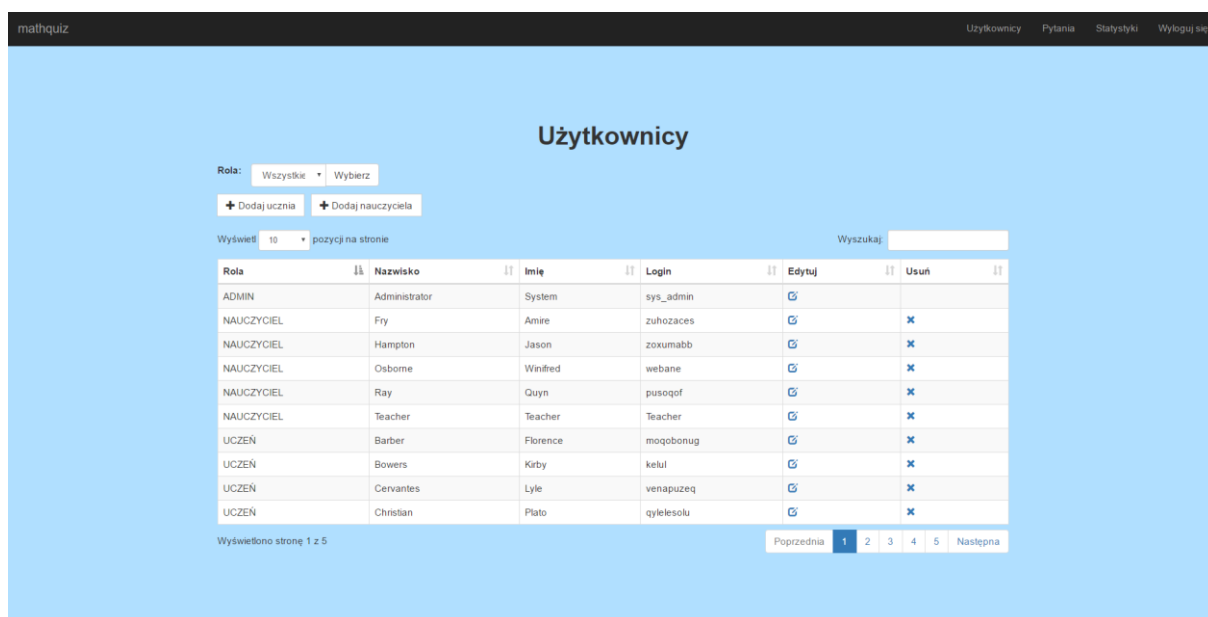 mathquiz Użytkownicy Pytania Statystyki Wyloguj się
Użytkownicy
Rola: Wszystkie Wybierz
Dodaj ucznia Dodaj nauczyciela
Wyświetl 10 pozycji na stronie Wyszukaj:
Rola Nazwisko Imię Login Edytuj Usuń
ADMIN Administrator System sys_admin
NAUCZYCIEL Fry Amire zuhozaces
NAUCZYCIEL Hampton Jason zoxumabb
NAUCZYCIEL Osborne Winifred webane
NAUCZYCIEL Ray Quyn pusoqof
NAUCZYCIEL Teacher Teacher Teacher
UCZEŃ Barber Florence moqobonug
UCZEŃ Bowers Kirby kelul
UCZEŃ Cervantes Lyle venapuzeq
UCZEŃ Christian Plato qylelesolu
Wyświetlono stronę 1 z 5 Poprzednia 1 2 3 4 5 Następna